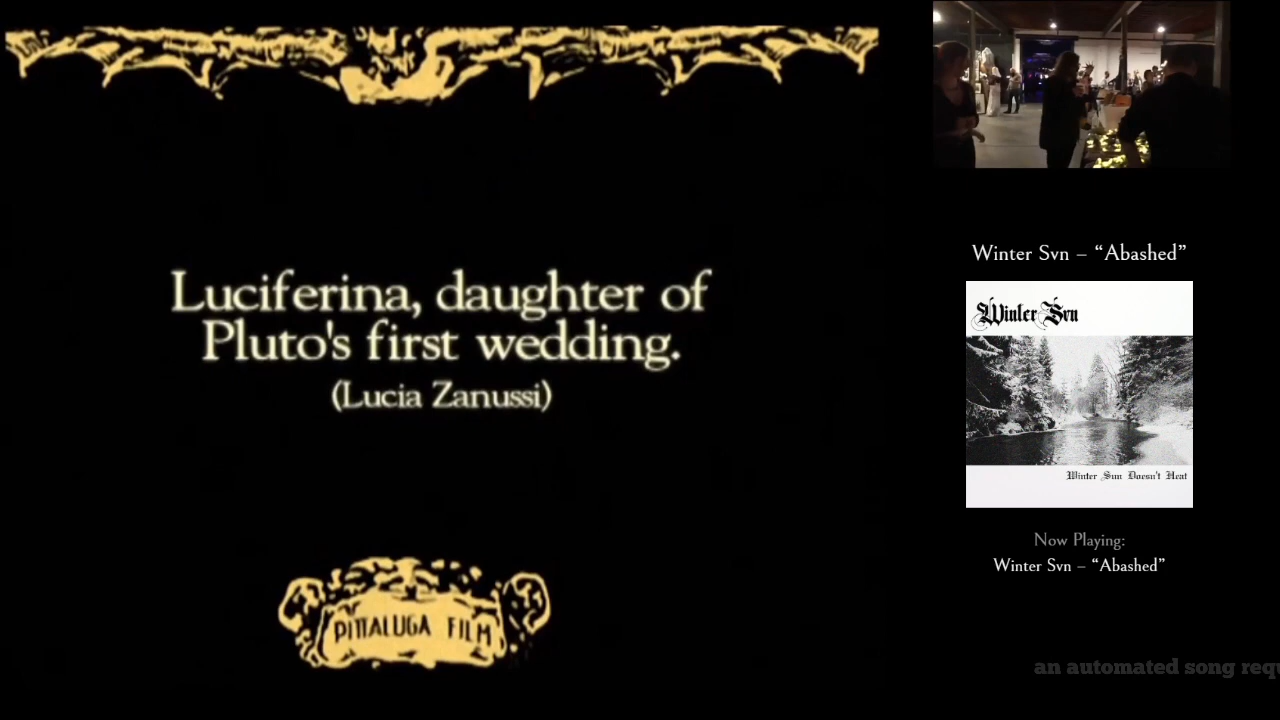 Luciferina, daughter of
Pluto's first wedding.
(Lucia Zanussi)
PITTALUGA FILM
Winter Svn – “Abashed”
Winter Svn
Winter Sun Doesn't Heat
Now Playing:
Winter Svn – “Abashed”
an automated song requ